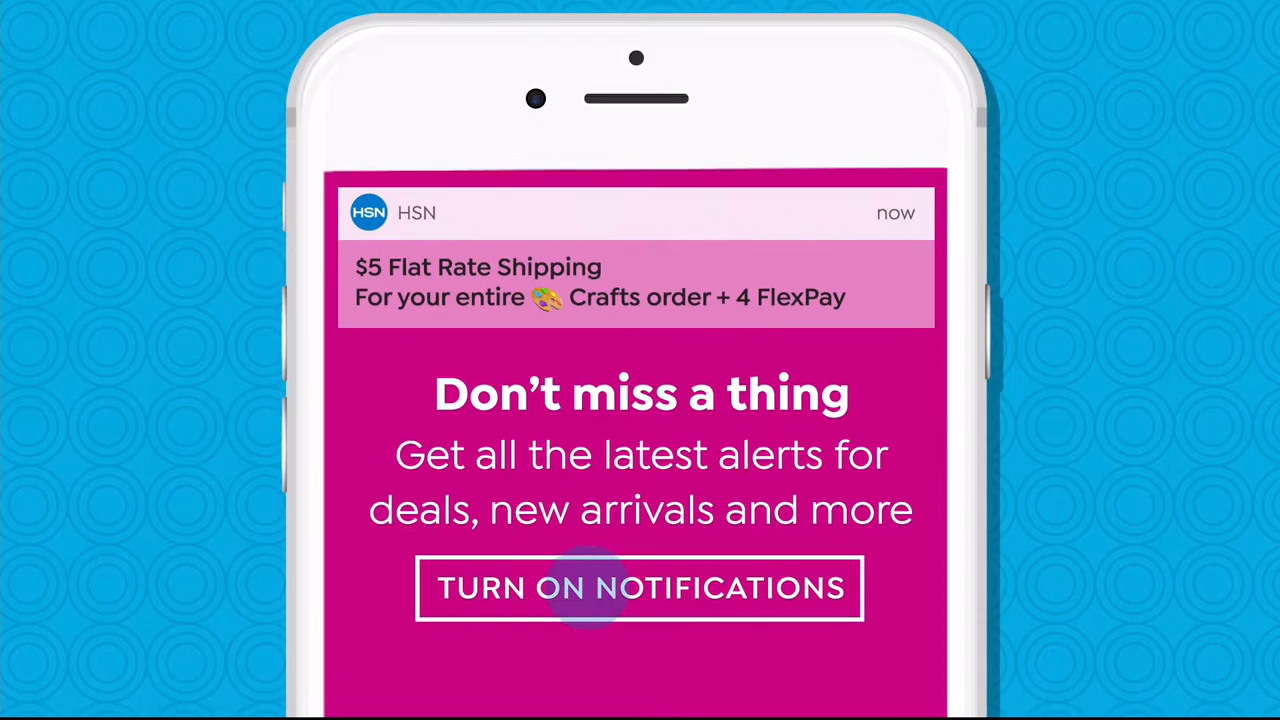 HSN HSN now
$5 Flat Rate Shipping
For your entire 🎨 Crafts order + 4 FlexPay
Don't miss a thing
Get all the latest alerts for
deals, new arrivals and more
TURN ON NOTIFICATIONS